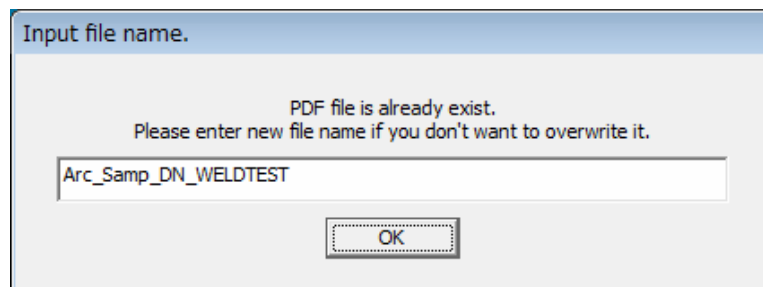 Input file name.
PDF file is already exist.
Please enter new file name if you don't want to overwrite it.
Arc_Samp_DN_WELDTEST
OK